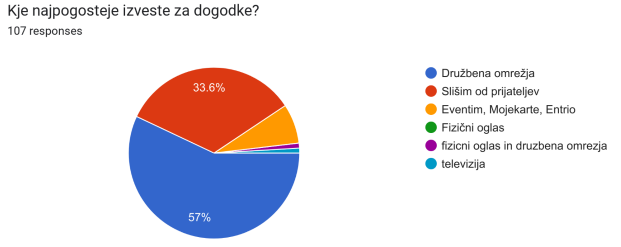 Kje najpogosteje izveste za dogodke?
107 responses
33.6%
57%
Družbena omrežja
Slišim od prijateljev
Eventim, Mojekarte, Entrio
Fizični oglas
fizicni oglas in druzbena omrezja
televizija